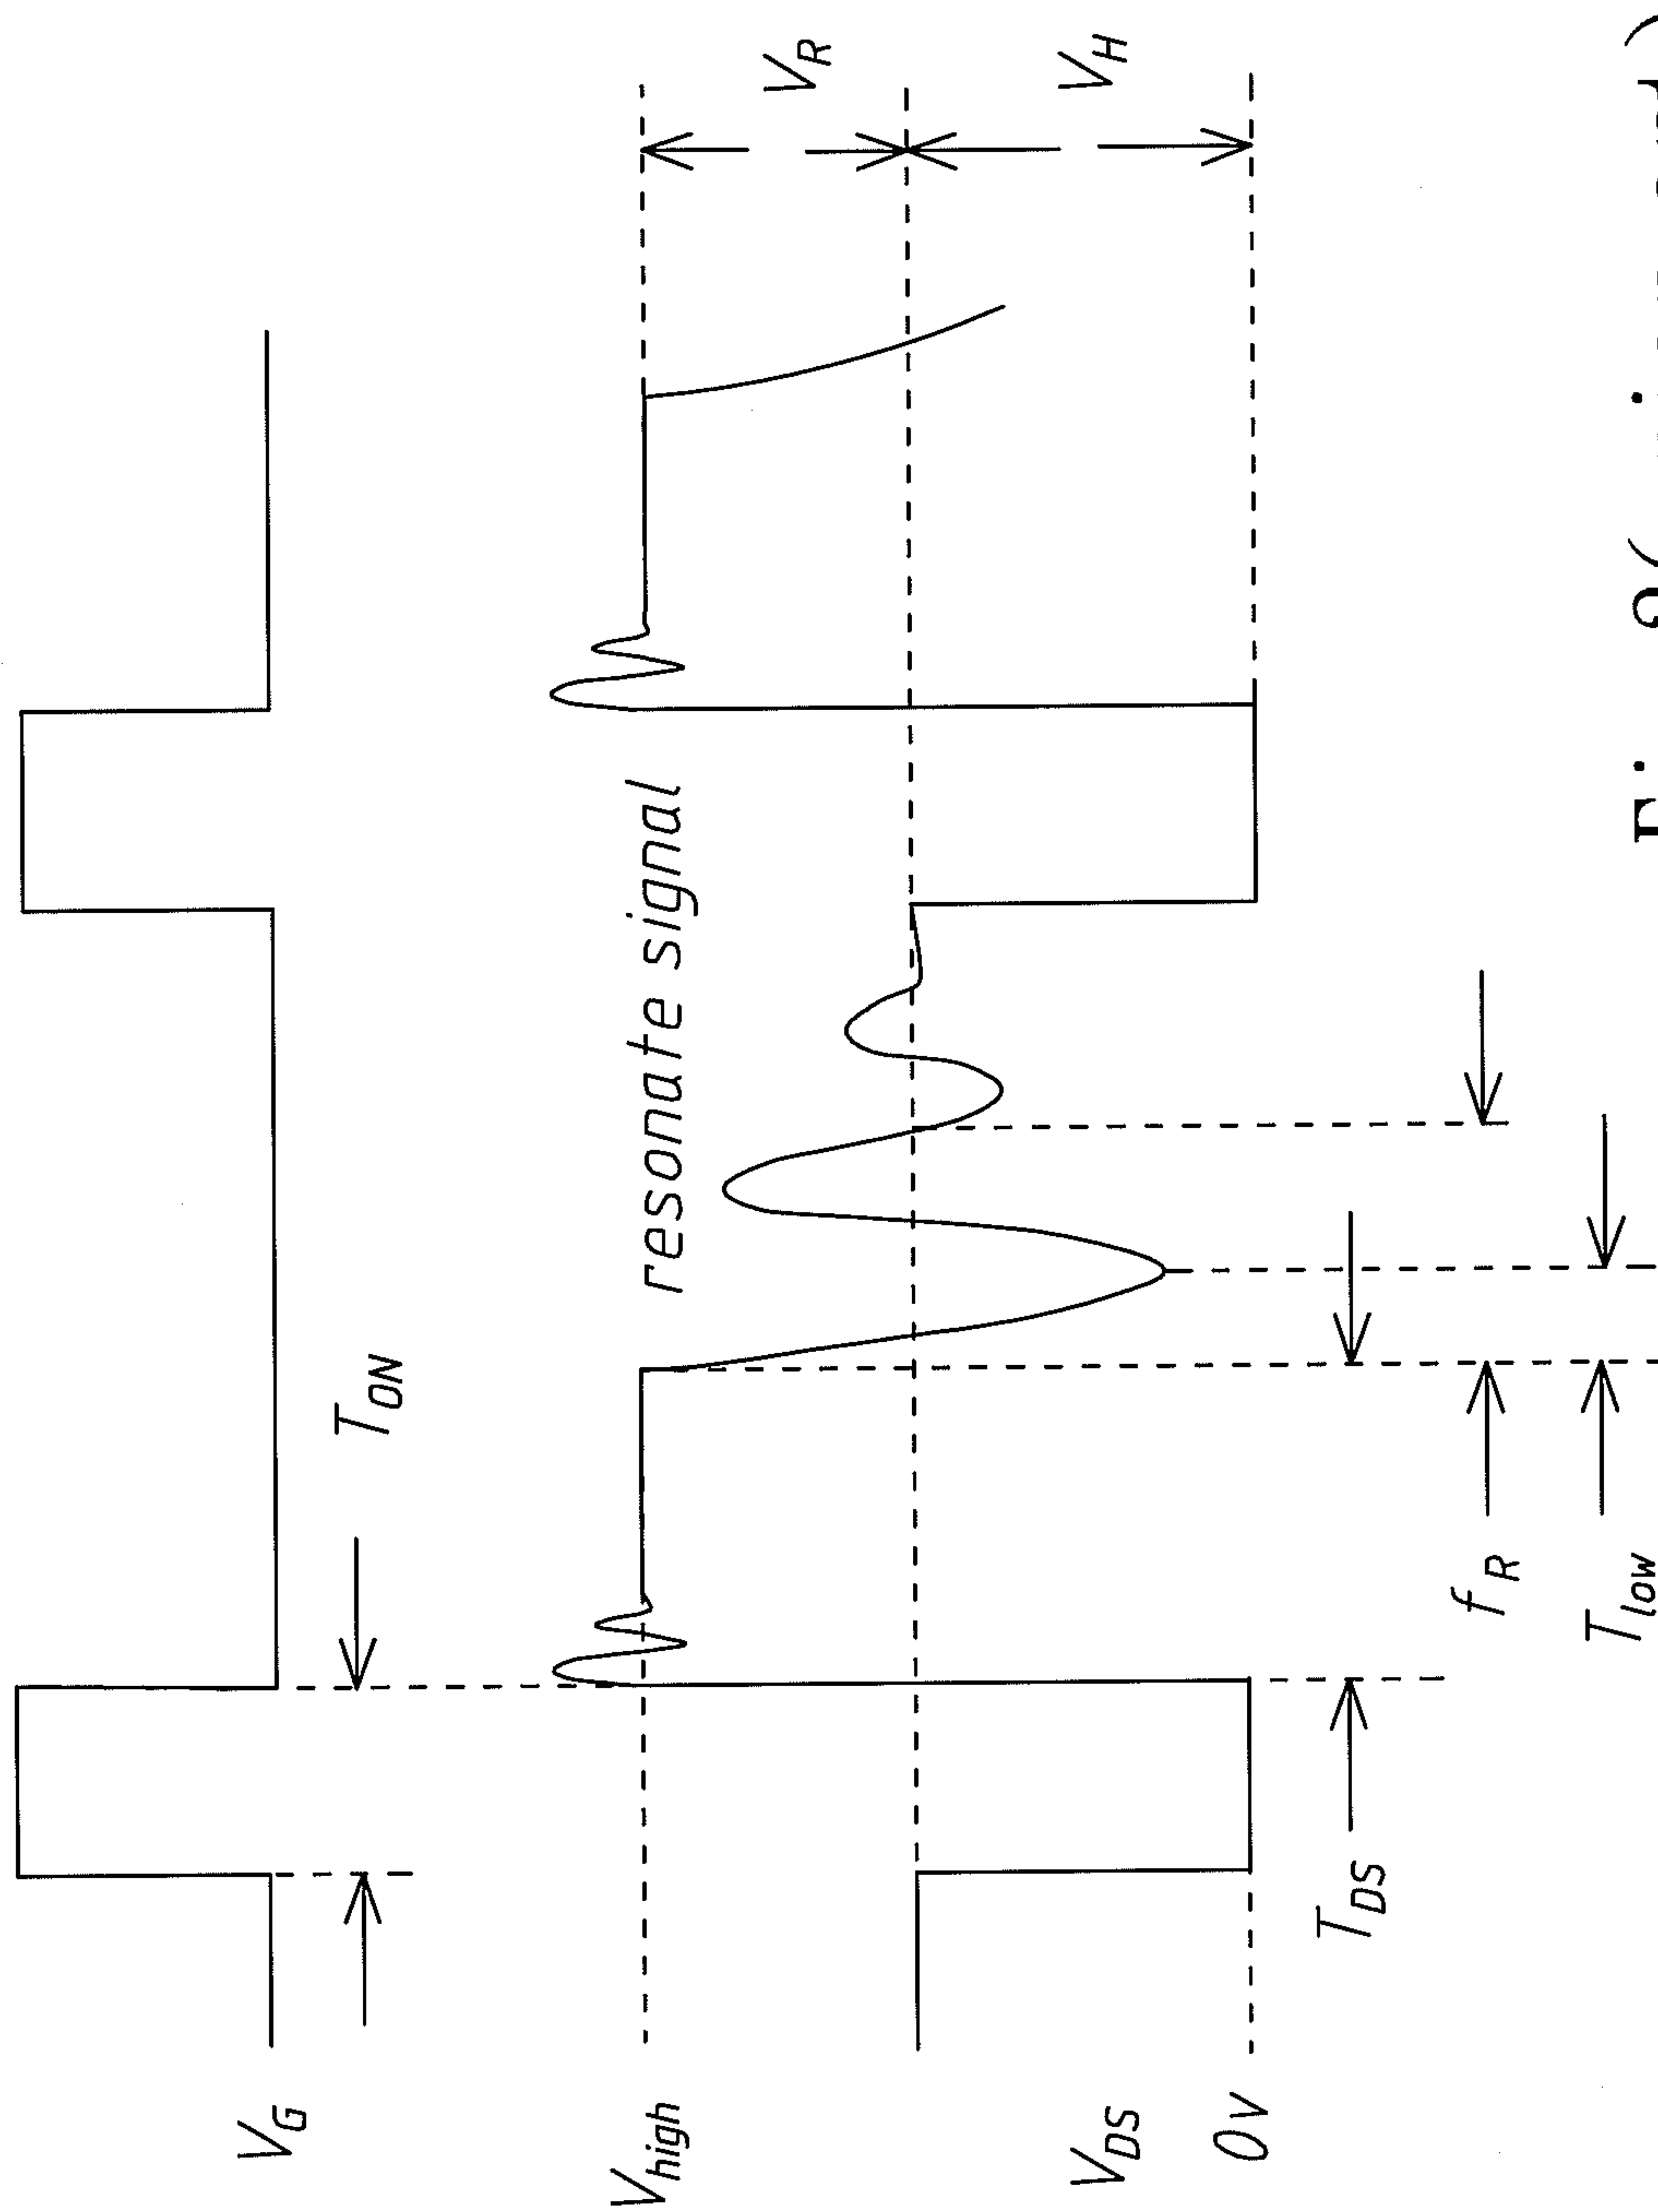 V_G
T_ON
V_high
resonate signal
V_R
V_DS
V_H
0V
T_DS
f_R
T_low